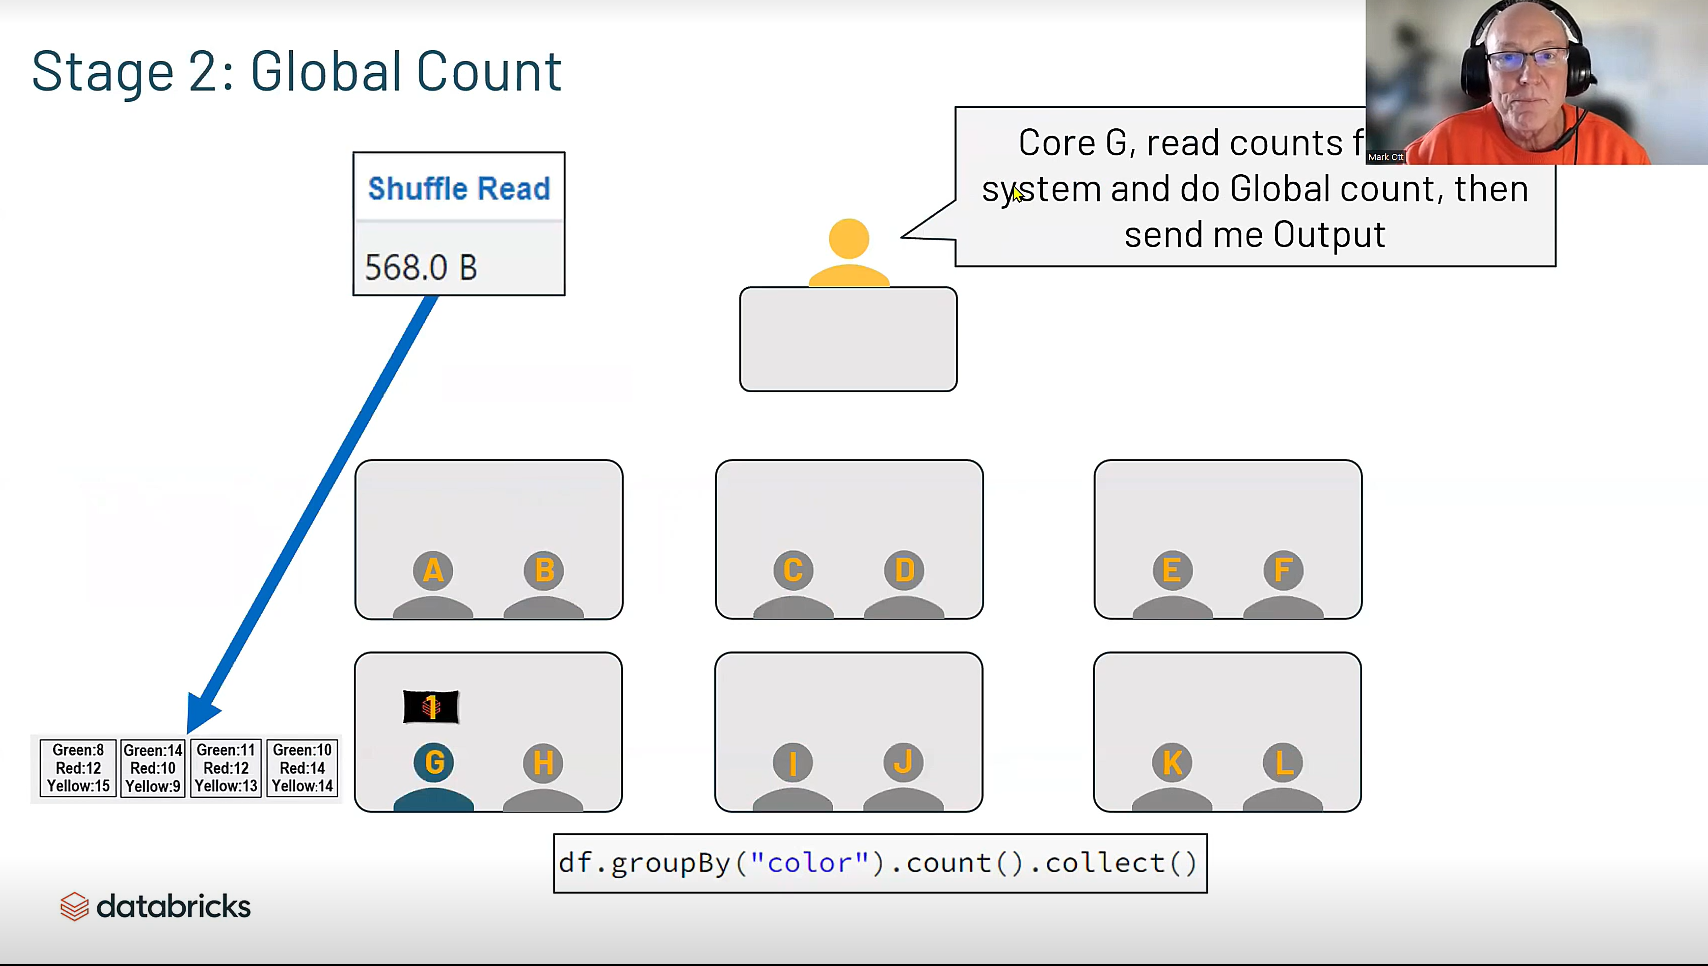 Stage 2: Global Count
Mark Ott
Shuffle Read
568.0 B
Core G, read counts f
system and do Global count, then
send me Output
A
B
C
D
E
F
1
G
H
I
J
K
L
Green:8
Red:12
Yellow:15
Green:14
Red:10
Yellow:9
Green:11
Red:12
Yellow:13
Green:10
Red:14
Yellow:14
df.groupBy("color").count().collect()
databricks